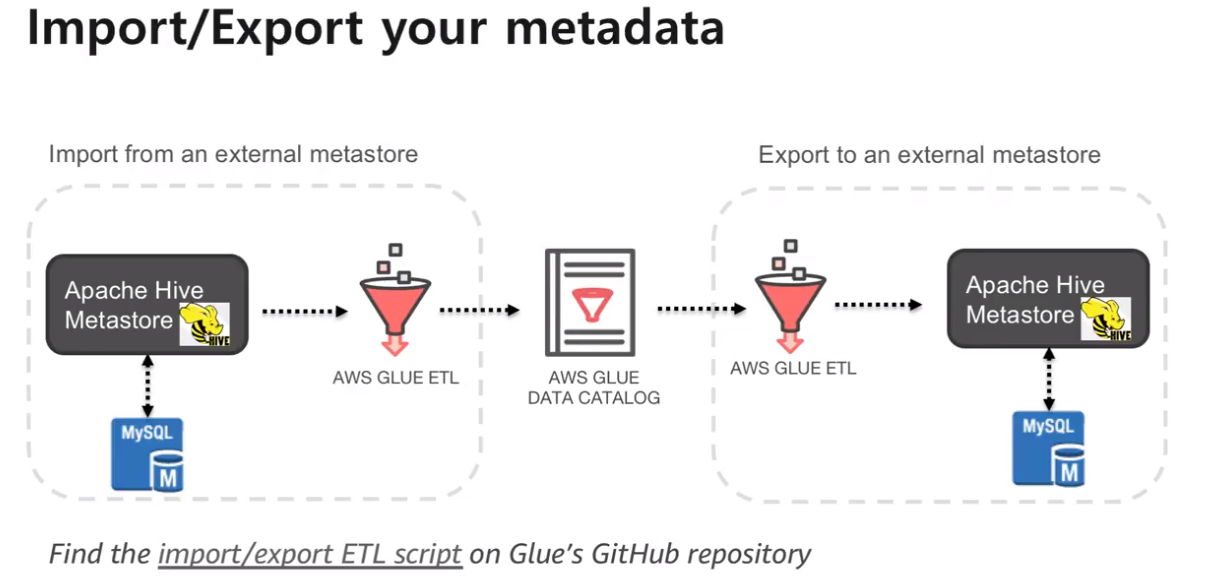 Import/Export your metadata
Import from an external metastore
Export to an external metastore
Apache Hive
Metastore
HIVE
AWS GLUE ETL
AWS GLUE
DATA CATALOG
AWS GLUE ETL
Apache Hive
Metastore
HIVE
MySQL
M
MySQL
M
Find the import/export ETL script on Glue's GitHub repository